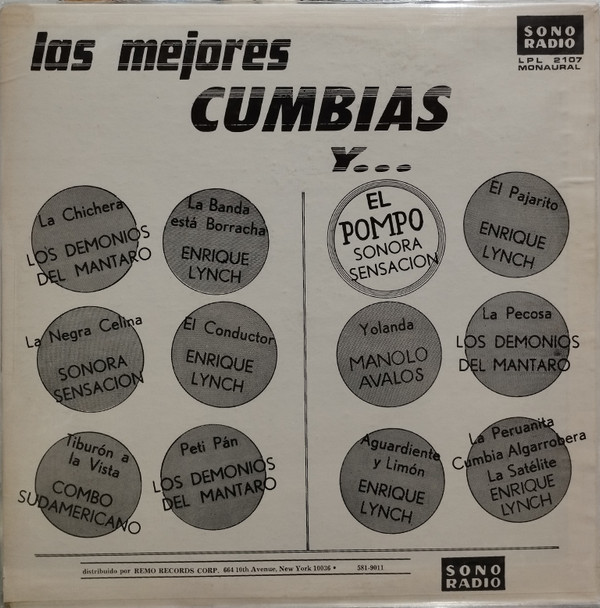 SONO
RADIO
LPL 2107
MONAURAL
las mejores
CUMBIAS
Y...
La Chichera
LOS DEMONIOS
DEL MANTARO
La Banda
está Borracha
ENRIQUE
LYNCH
La Negra Celina
SONORA
SENSACION
El Conductor
ENRIQUE
LYNCH
Tiburón a
la Vista
COMBO
SUDAMERICANO
Peti Pán
LOS DEMONIOS
DEL MANTARO
EL
POMPO
SONORA
SENSACION
El Pajarito
ENRIQUE
LYNCH
Yolanda
MANOLO
AVALOS
La Pecosa
LOS DEMONIOS
DEL MANTARO
Aguardiente
y Limón
ENRIQUE
LYNCH
La Peruanita
Cumbia Algarrobera
La Satélite
ENRIQUE
LYNCH
distribuido por REMO RECORDS CORP. 664 10th Avenue, New York 10036 • 581-9011
SONO
RADIO